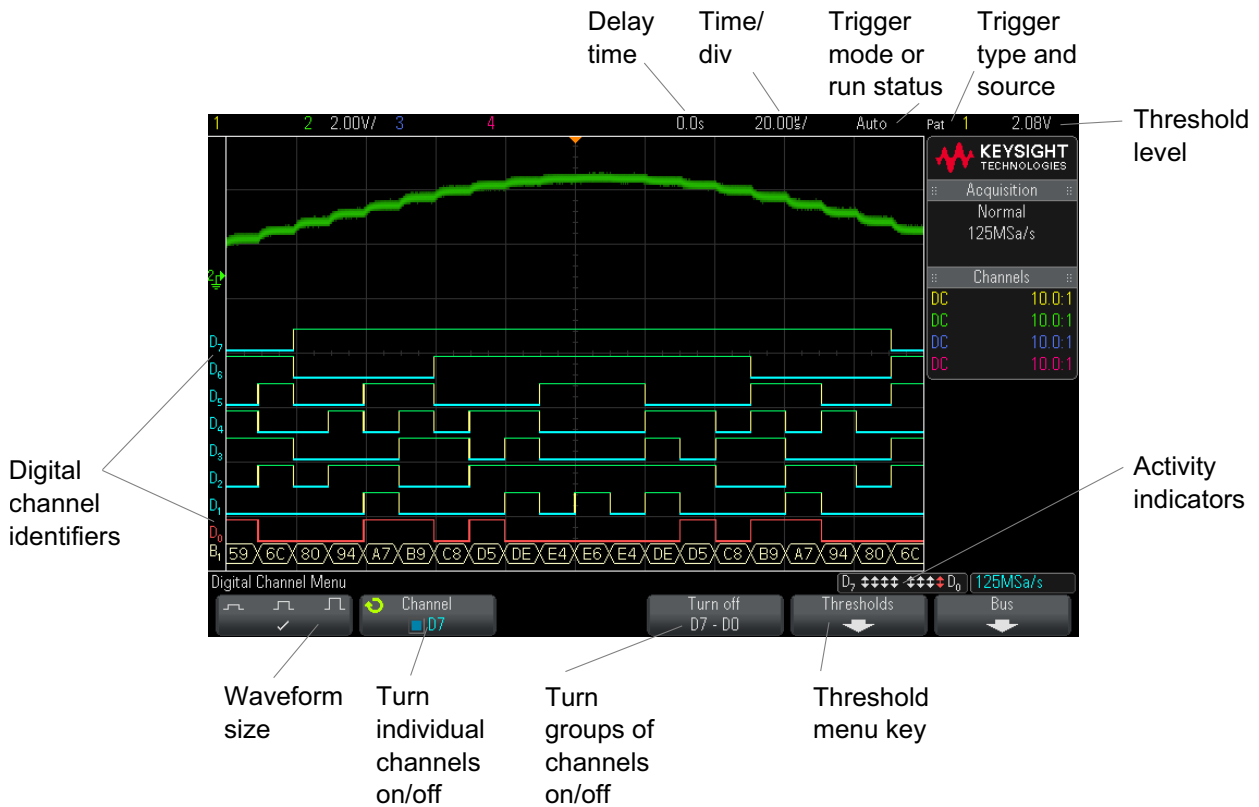 Delay
time
Time/
div
Trigger
mode or
run status
Trigger
type and
source
Threshold
level
1 2 2.00V/ 3 4 0.0s 20.00㎲/ Auto Pat 1 2.08V
KEYSIGHT
TECHNOLOGIES
Acquisition
Normal
125MSa/s
Channels
DC 10.0:1
DC 10.0:1
DC 10.0:1
DC 10.0:1
2
D7
D6
D5
D4
D3
D2
D1
D0
B1 59 6C 80 94 A7 B9 C8 D5 DE E4 E6 E4 DE D5 C8 B9 A7 94 80 6C
Digital
channel
identifiers
Activity
indicators
Digital Channel Menu
D7 D0 125MSa/s
Channel
D7
Turn off
D7 - D0
Thresholds
Bus
Waveform
size
Turn
individual
channels
on/off
Turn
groups of
channels
on/off
Threshold
menu key